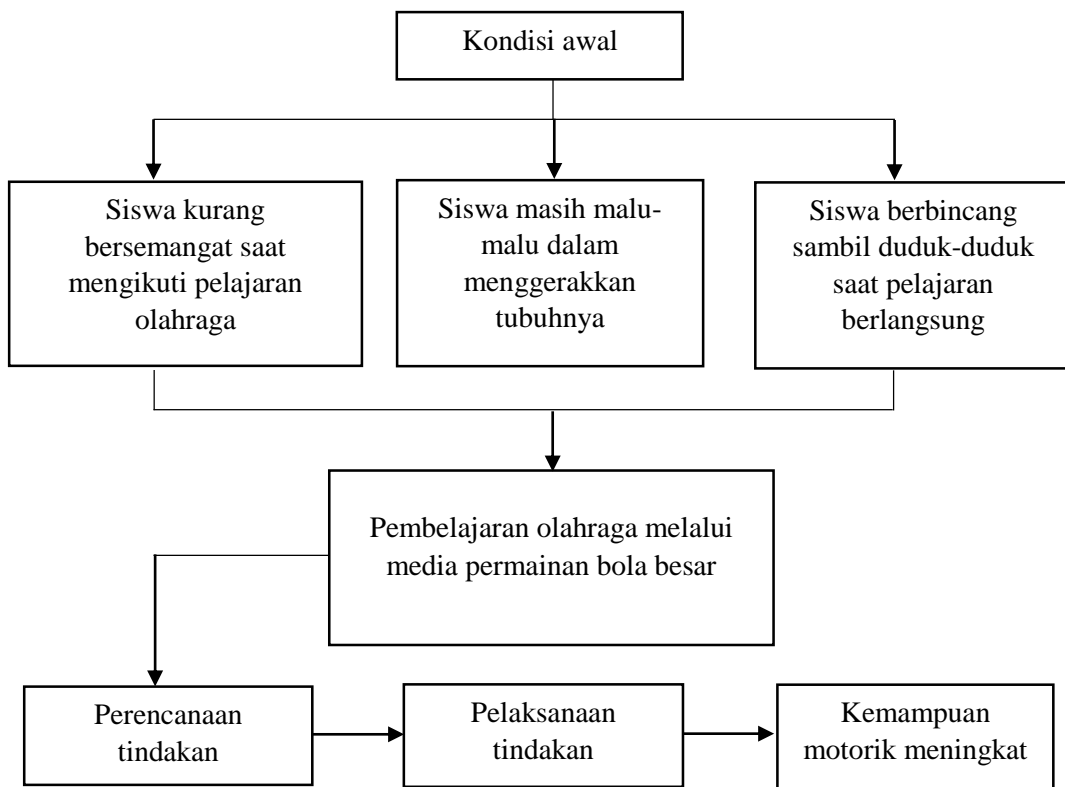 Kondisi awal
Siswa kurang
bersemangat saat
mengikuti pelajaran
olahraga
Siswa masih malu-
malu dalam
menggerakkan
tubuhnya
Siswa berbincang
sambil duduk-duduk
saat pelajaran
berlangsung
Pembelajaran olahraga melalui
media permainan bola besar
Perencanaan
tindakan
Pelaksanaan
tindakan
Kemampuan
motorik meningkat